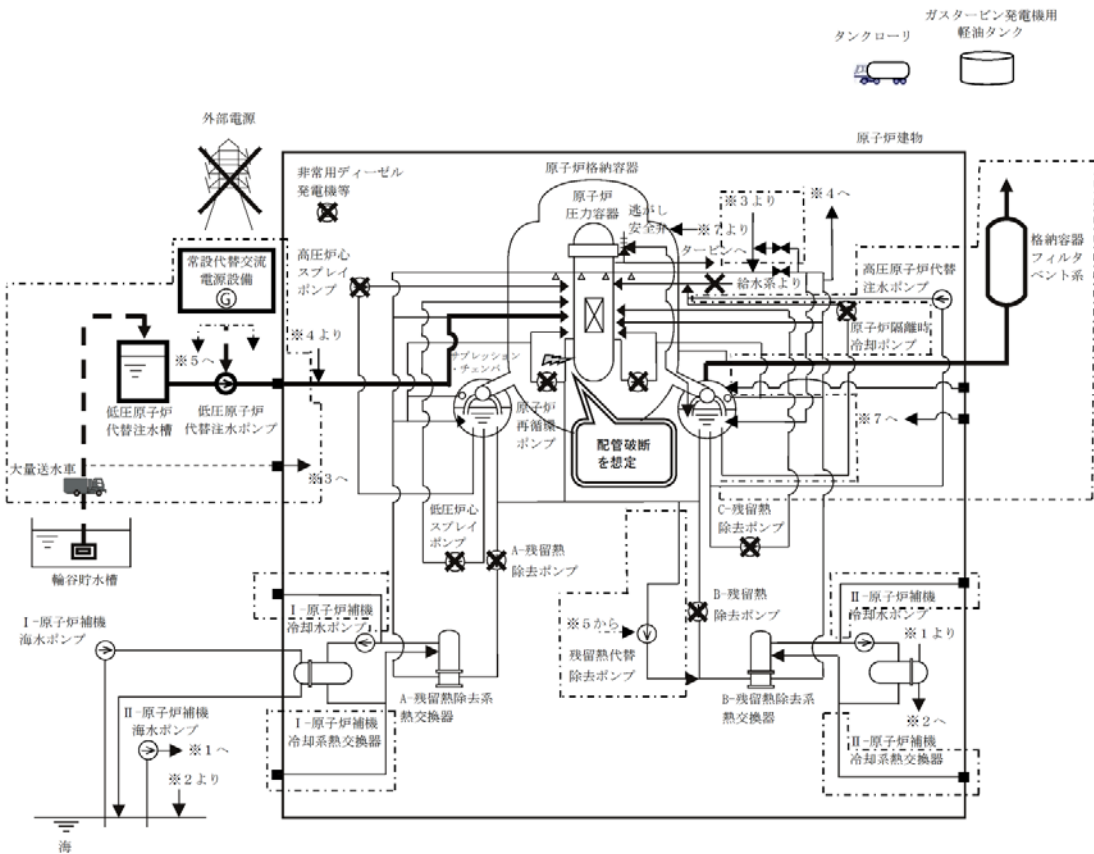 ガスタービン発電機用
軽油タンク
タンクローリ
外部電源
原子炉建物
非常用ディーゼル
発電機等
原子炉格納容器
原子炉
圧力容器
逃がし
安全弁
※3より
※4へ
※7より
タービンへ
給水系より
高圧原子炉代替
注水ポンプ
格納容器
フィルタ
ベント系
原子炉隔離時
冷却ポンプ
常設代替交流
電源設備
G
高圧炉心
スプレイ
ポンプ
※4より
※5へ
低圧原子炉
代替注水槽
低圧原子炉
代替注水ポンプ
サプレッション
・チェンバ
原子炉
再循環
ポンプ
配管破断
を想定
※7へ
大量送水車
※3へ
輪谷貯水槽
低圧炉心
スプレイ
ポンプ
A-残留熱
除去ポンプ
C-残留熱
除去ポンプ
B-残留熱
除去ポンプ
※5から
残留熱代替
除去ポンプ
I-原子炉補機
海水ポンプ
I-原子炉補機
冷却水ポンプ
II-原子炉補機
冷却水ポンプ
※1より
A-残留熱除去系
熱交換器
B-残留熱除去系
熱交換器
※2へ
II-原子炉補機
海水ポンプ
※1へ
※2より
I-原子炉補機
冷却系熱交換器
II-原子炉補機
冷却系熱交換器
海